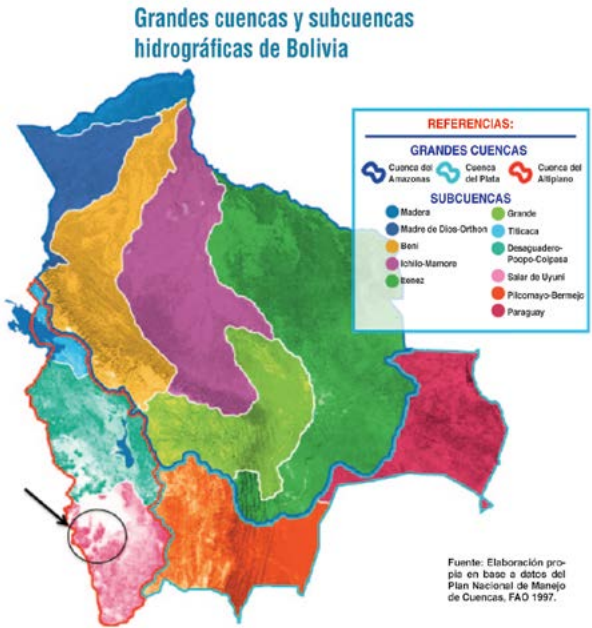 Grandes cuencas y subcuencas
hidrográficas de Bolivia
REFERENCIAS:
GRANDES CUENCAS
Cuenca del
Amazonas
Cuenca
del Plata
Cuenca del
Altiplano
SUBCUENCAS
Madera
Madre de Dios-Orthon
Beni
Ichilo-Mamore
Itenez
Grande
Titicaca
Desaguadero-
Poopo-Coipasa
Salar de Uyuni
Pilcomayo-Bermejo
Paraguay
Fuente: Elaboración pro-
pia en base a datos del
Plan Nacional de Manejo
de Cuencas, FAO 1997.